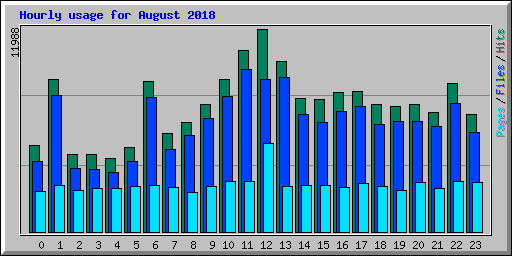 Hourly usage for August 2018
11988
Pages / Files / Hits
0 1 2 3 4 5 6 7 8 9 10 11 12 13 14 15 16 17 18 19 20 21 22 23